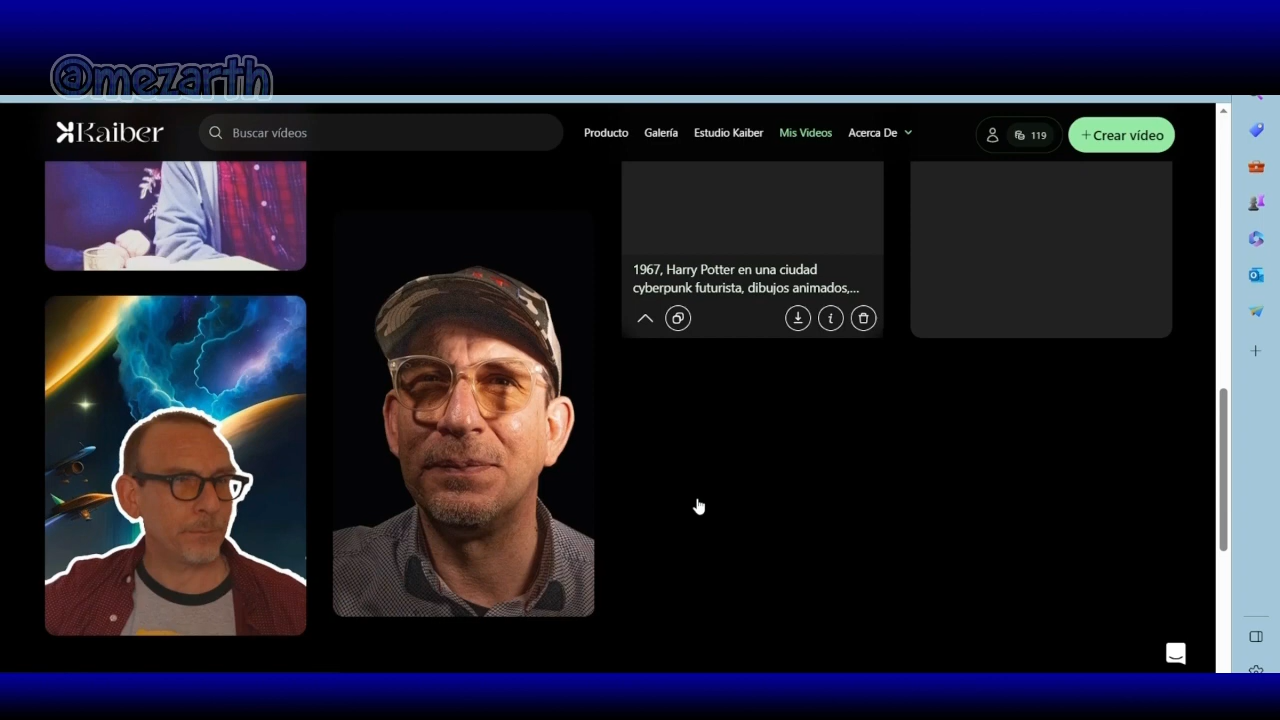 @mezarth
Kaiber
Buscar vídeos
Producto
Galería
Estudio Kaiber
Mis Videos
Acerca De
119
+ Crear vídeo
1967, Harry Potter en una ciudad
cyberpunk futurista, dibujos animados,...